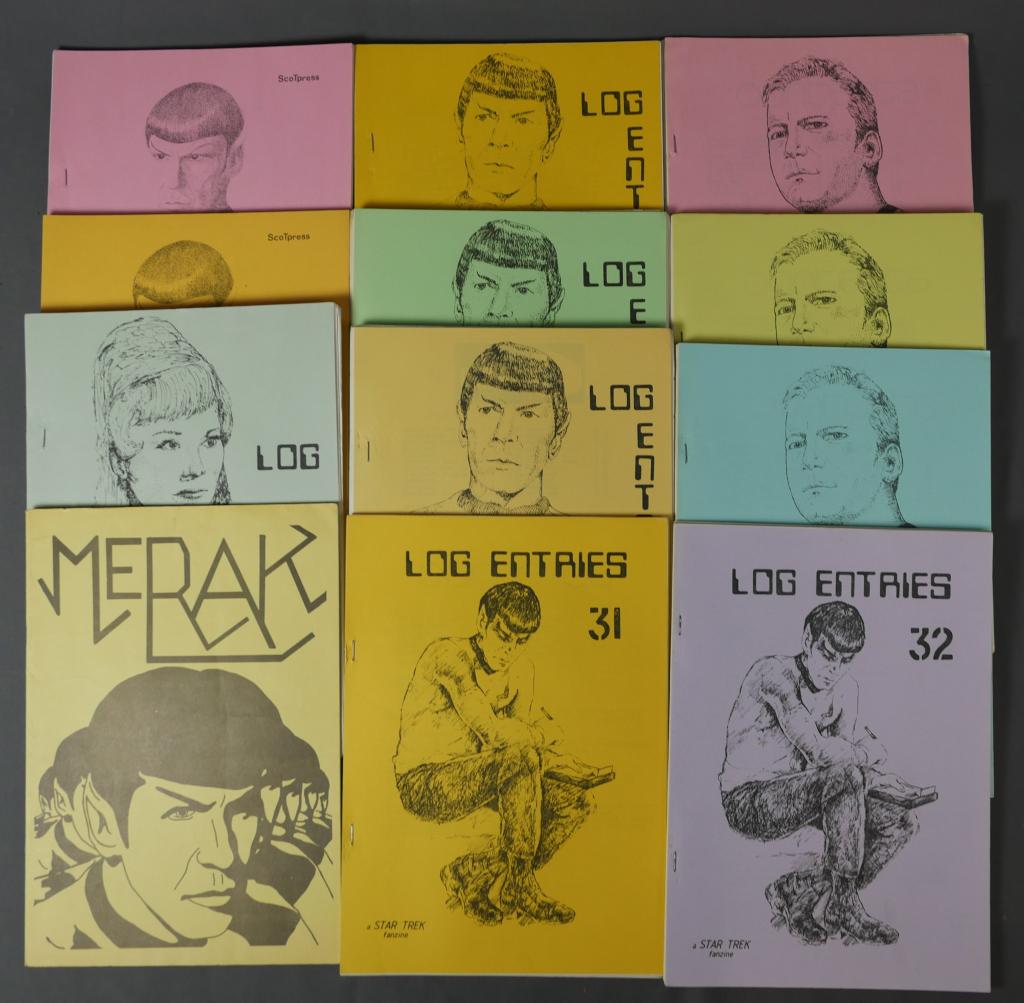 ScoTpress
LOG
ENT
ScoTpress
LOG
E
LOG
LOG
ENT
MERAK
LOG ENTRIES
31
a STAR TREK
fanzine
LOG ENTRIES
32
a STAR TREK
fanzine